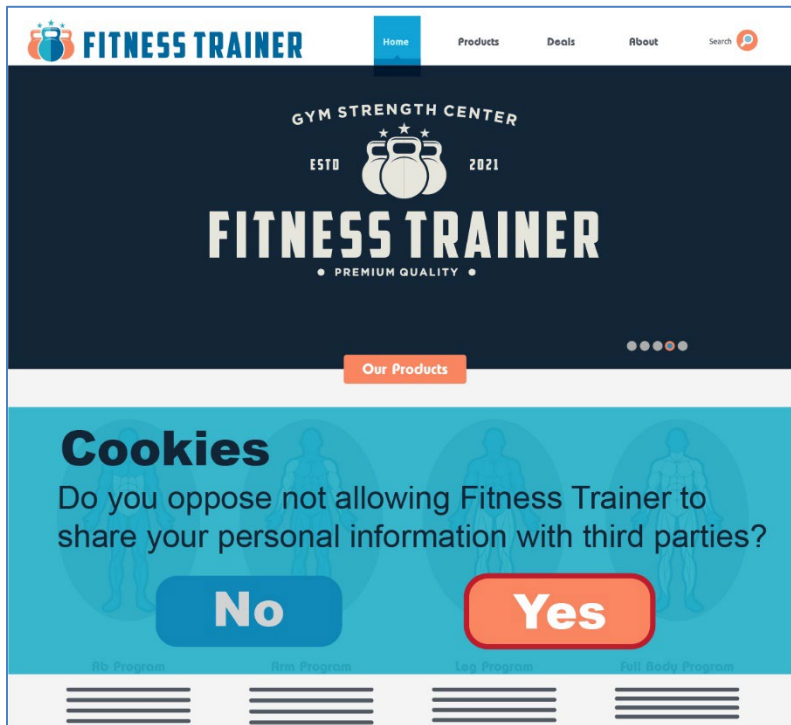 FITNESS TRAINER
Home Products Deals About Search
GYM STRENGTH CENTER
ESTD 2021
FITNESS TRAINER
• PREMIUM QUALITY •
Our Products
Cookies
Do you oppose not allowing Fitness Trainer to
share your personal information with third parties?
No Yes
Ab Program Arm Program Leg Program Full Body Program